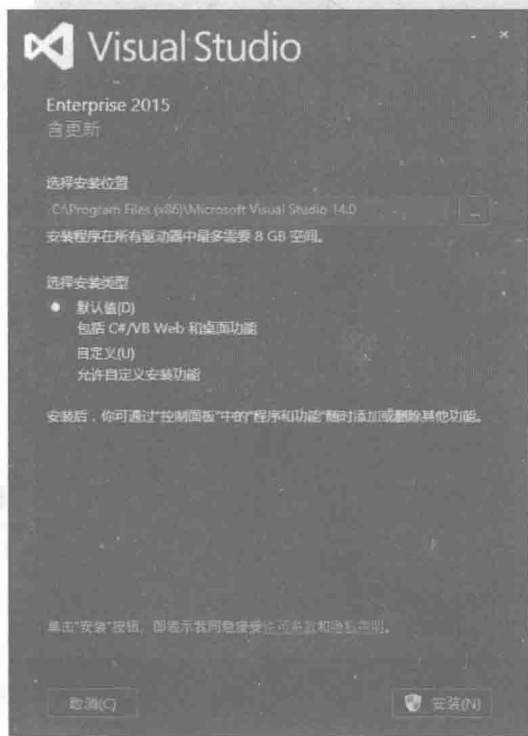 Visual Studio
Enterprise 2015
含更新
选择安装位置
C:\Program Files (x86)\Microsoft Visual Studio 14.0
...
安装程序在所有驱动器中最多需要 8 GB 空间。
选择安装类型
默认值(D)
包括 C#/VB Web 和桌面功能
自定义(U)
允许自定义安装功能
安装后，你可通过“控制面板”中的“程序和功能”随时添加或删除其他功能。
单击“安装”按钮，即表示我同意接受许可条款和隐私声明。
取消(C)
安装(N)